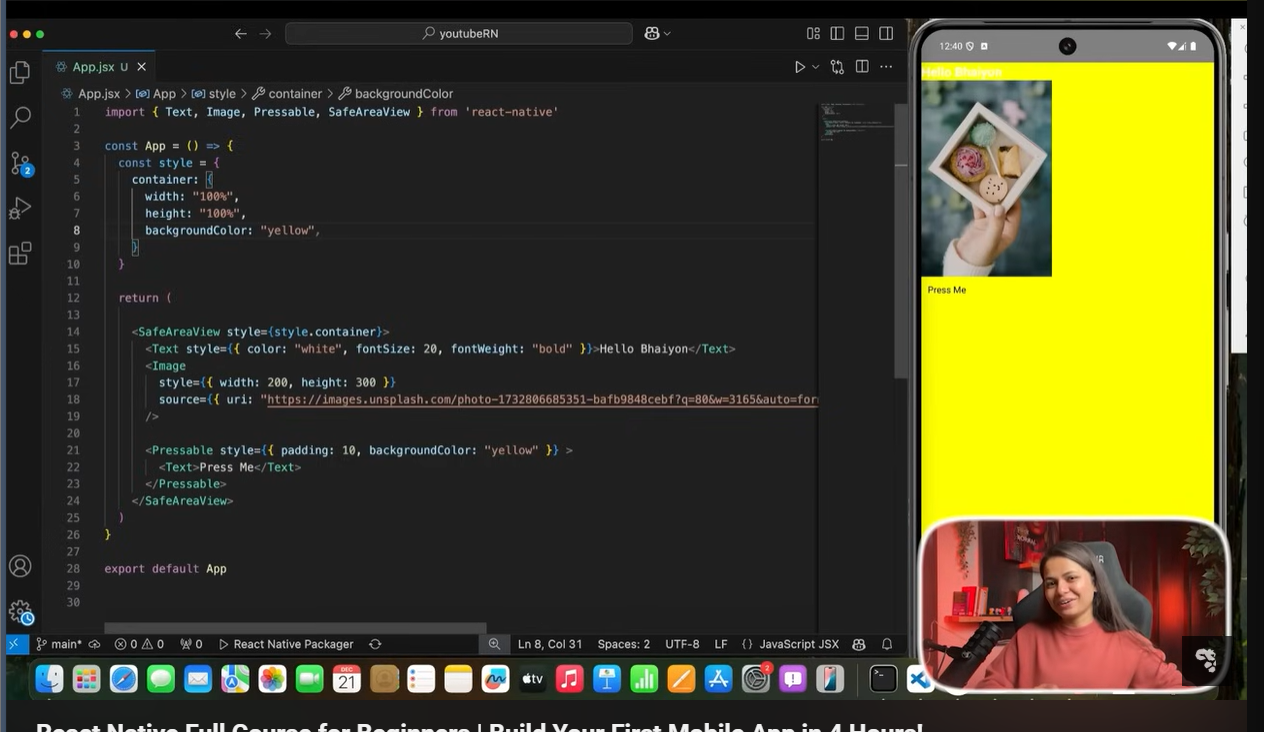 youtubeRN
App.jsx U
App.jsx > App > style > container > backgroundColor
1 import { Text, Image, Pressable, SafeAreaView } from 'react-native'
2
3 const App = () => {
4 const style = {
5 container: {
6 width: "100%",
7 height: "100%",
8 backgroundColor: "yellow",
9 }
10 }
11
12 return (
13
14 <SafeAreaView style={style.container}>
15 <Text style={{ color: "white", fontSize: 20, fontWeight: "bold" }}>Hello Bhaiyon</Text>
16 <Image
17 style={{ width: 200, height: 300 }}
18 source={{ uri: "https://images.unsplash.com/photo-1732806685351-bafb9848cebf?q=80&w=3165&auto=for
19 />
20
21 <Pressable style={{ padding: 10, backgroundColor: "yellow" }} >
22 <Text>Press Me</Text>
23 </Pressable>
24 </SafeAreaView>
25 )
26 }
27
28 export default App
29
30
2
main* 0 0 0 React Native Packager Ln 8, Col 31 Spaces: 2 UTF-8 LF {} JavaScript JSX
12:40
Hello Bhaiyon
Press Me
DEC
21
tv
2
React Native Full Course for Beginners | Build Your First Mobile App in 4 Hours!